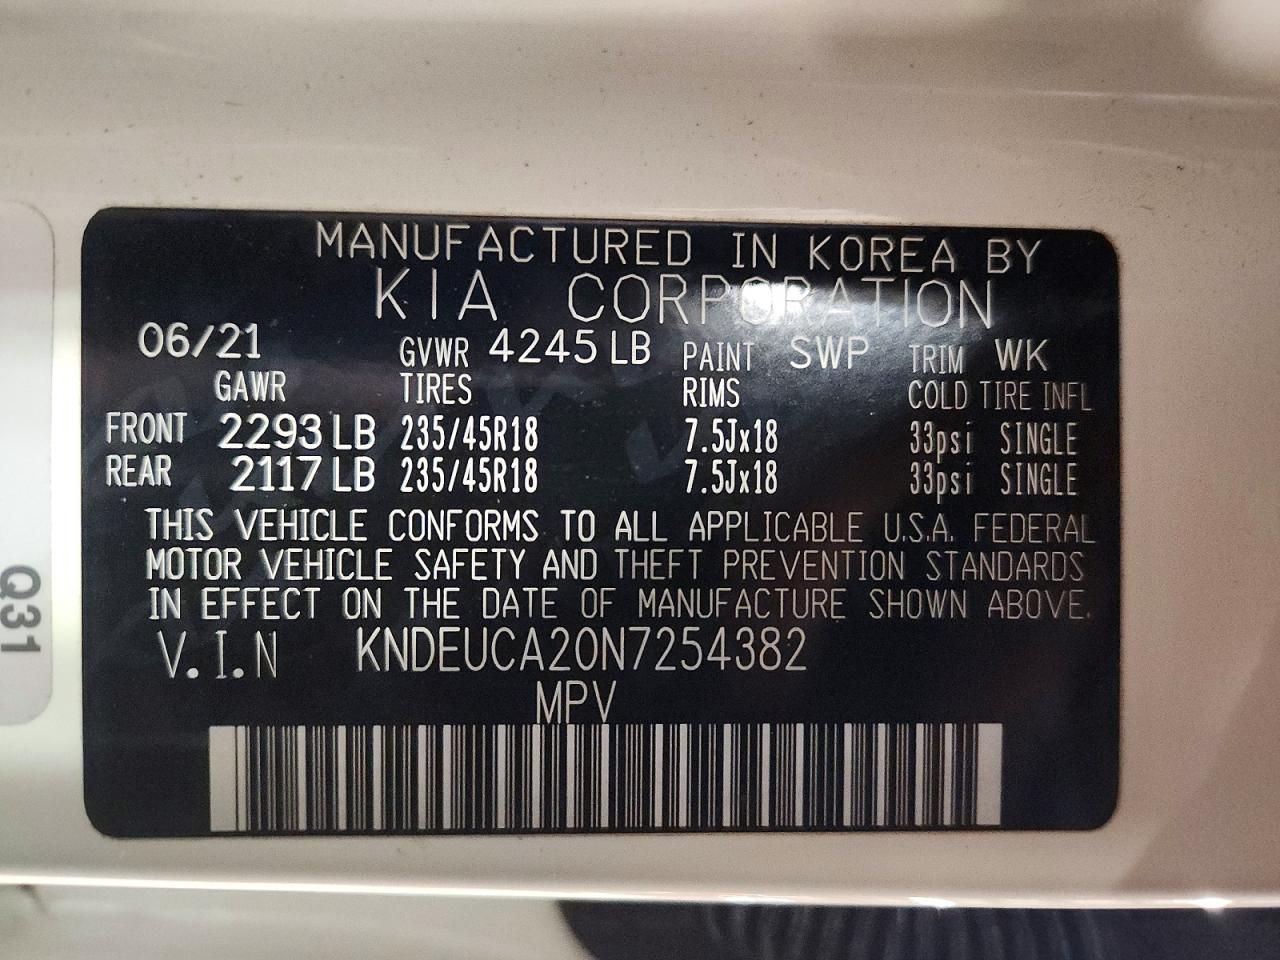 MANUFACTURED IN KOREA BY
KIA CORPORATION
06/21 GVWR 4245 LB PAINT SWP TRIM WK
GAWR TIRES RIMS COLD TIRE INFL
FRONT 2293 LB 235/45R18 7.5Jx18 33psi SINGLE
REAR 2117 LB 235/45R18 7.5Jx18 33psi SINGLE
THIS VEHICLE CONFORMS TO ALL APPLICABLE U.S.A. FEDERAL
MOTOR VEHICLE SAFETY AND THEFT PREVENTION STANDARDS
IN EFFECT ON THE DATE OF MANUFACTURE SHOWN ABOVE.
V.I.N KNDEUCA20N7254382
MPV
Q31